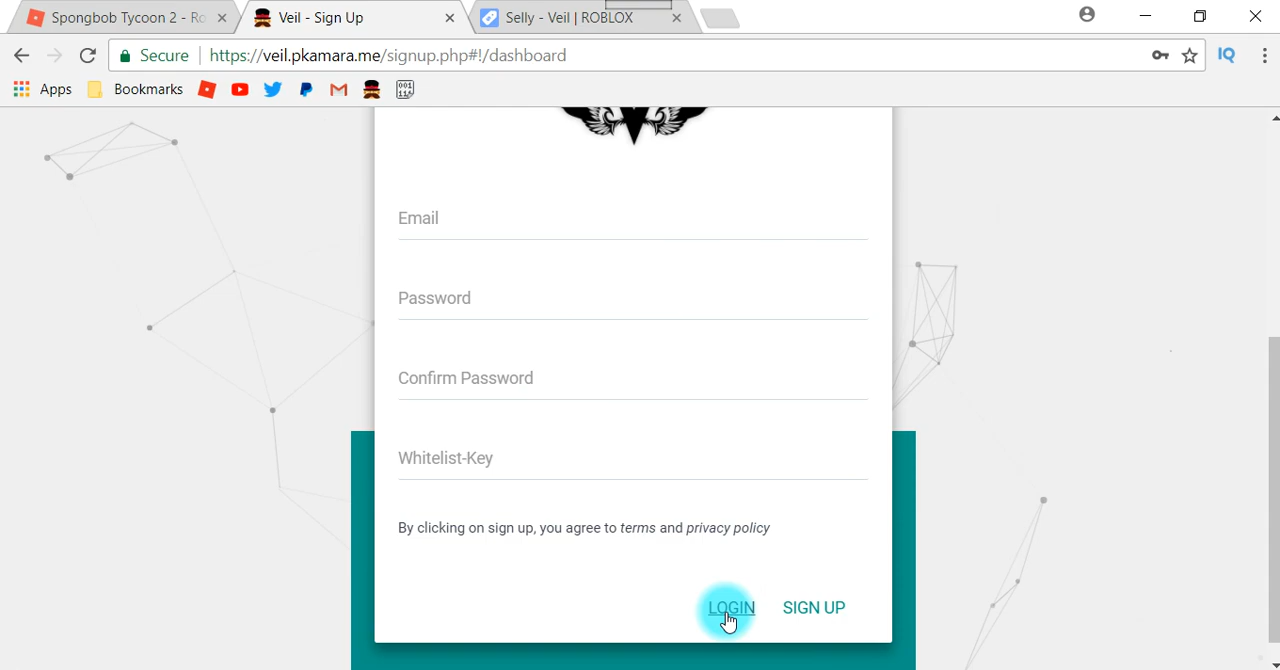 Spongbob Tycoon 2 - Ro
Veil - Sign Up
Selly - Veil | ROBLOX
Secure
https://veil.pkamara.me/signup.php#!/dashboard
IQ
Apps
Bookmarks
Email
Password
Confirm Password
Whitelist-Key
By clicking on sign up, you agree to terms and privacy policy
LOGIN
SIGN UP